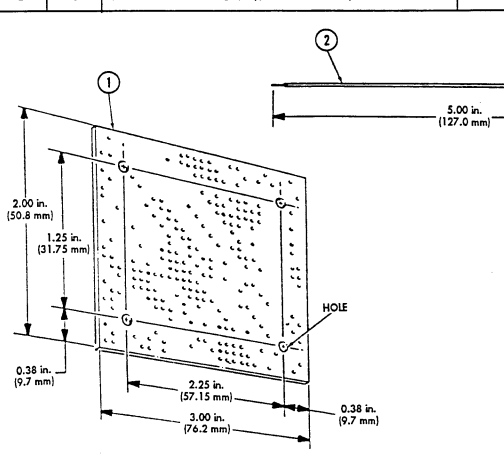 2
1
5.00 in.
(127.0 mm)
2.00 in.
(50.8 mm)
1.25 in.
(31.75 mm)
HOLE
0.38 in.
(9.7 mm)
2.25 in.
(57.15 mm)
3.00 in.
(76.2 mm)
0.38 in.
(9.7 mm)